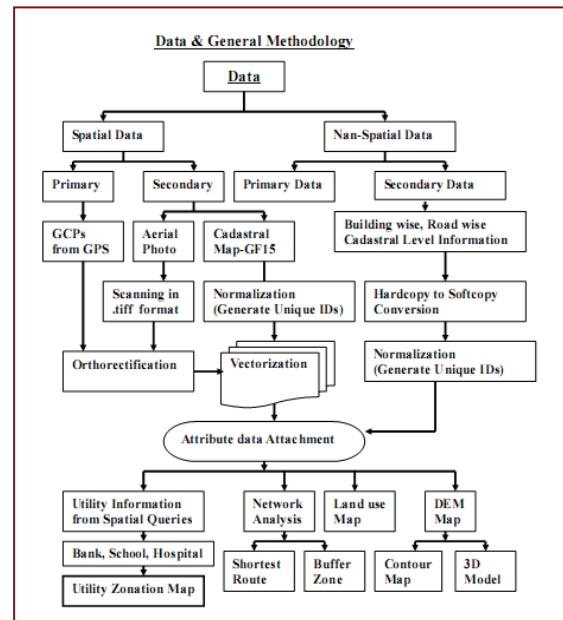 Data & General Methodology
Data
Spatial Data
Nan-Spatial Data
Primary
Secondary
Primary Data
Secondary Data
GCPs
from GPS
Aerial
Photo
Cadastral
Map-GF15
Building wise, Road wise
Cadastral Level Information
Scanning in
.tiff format
Normalization
(Generate Unique IDs)
Hardcopy to Softcopy
Conversion
Orthorectification
Vectorization
Normalization
(Generate Unique IDs)
Attribute data Attachment
Utility Information
from Spatial Queries
Network
Analysis
Land use
Map
DEM
Map
Bank, School, Hospital
Shortest
Route
Buffer
Zone
Contour
Map
3D
Model
Utility Zonation Map